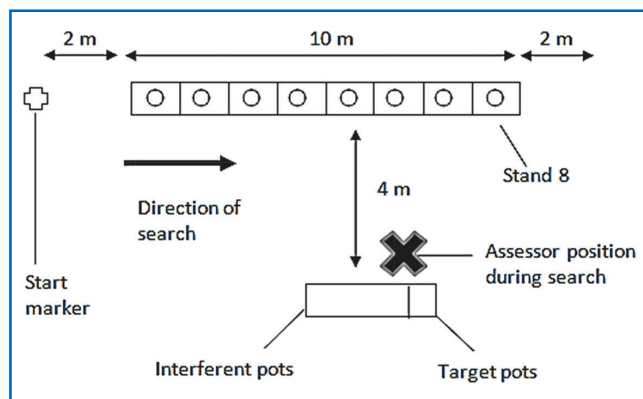 2 m
10 m
2 m
Stand 8
4 m
Direction of
search
Assessor position
during search
Start
marker
Interferent pots
Target pots